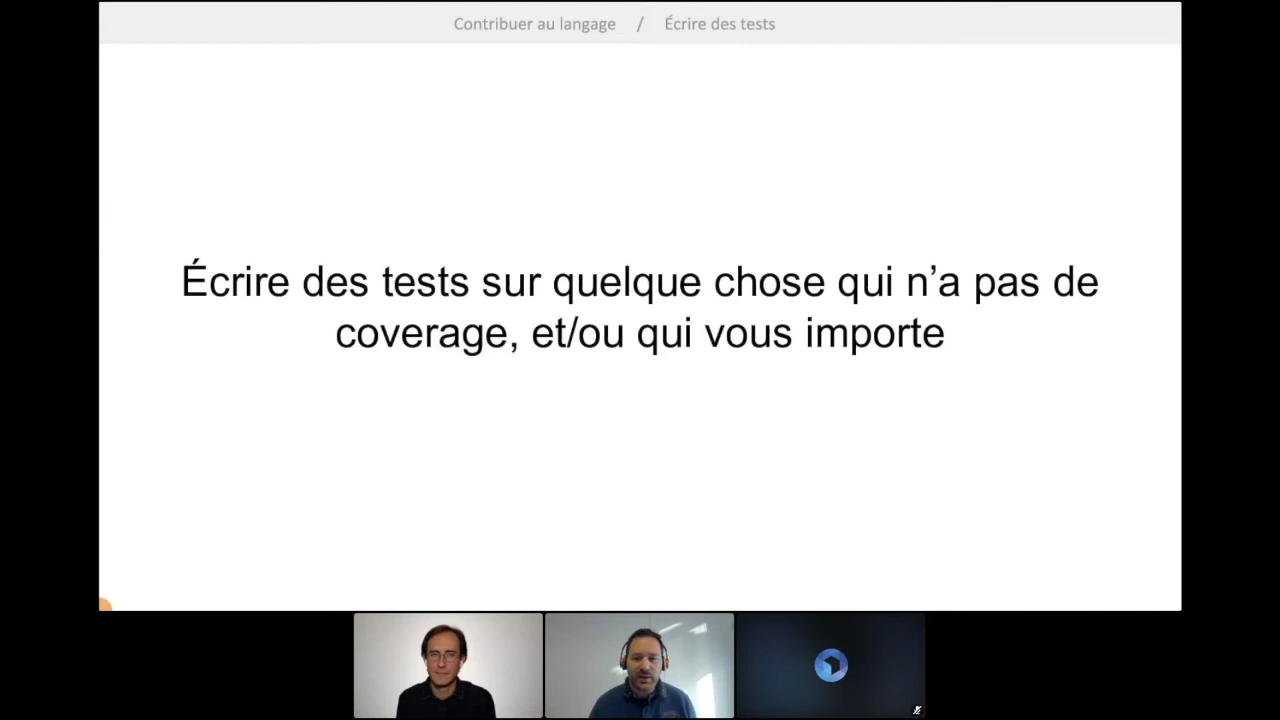 Contribuer au langage / Écrire des tests
Écrire des tests sur quelque chose qui n’a pas de
coverage, et/ou qui vous importe